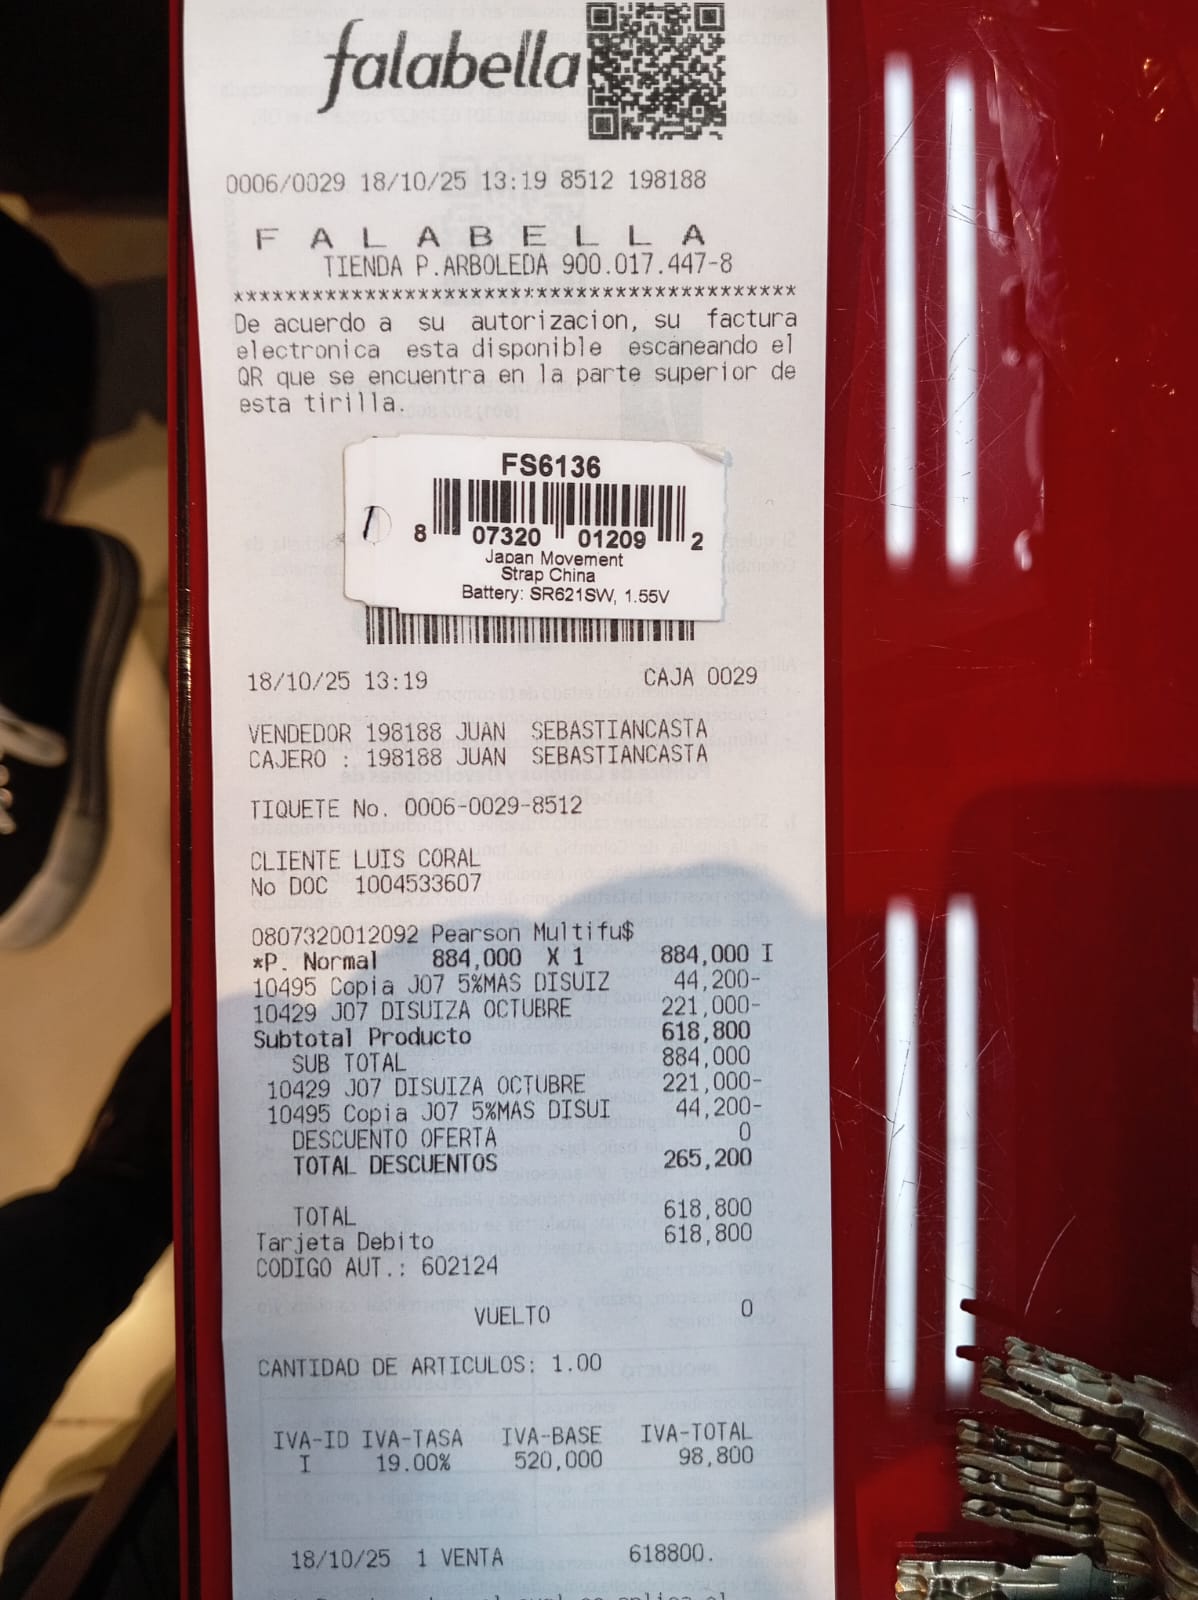 falabella
0006/0029 18/10/25 13:19 8512 198188
F A L A B E L L A
TIENDA P.ARBOLEDA 900.017.447-8
*******************************************
De acuerdo a su autorizacion, su factura
electronica esta disponible escaneando el
QR que se encuentra en la parte superior de
esta tirilla.
FS6136
8 07320 01209 2
Japan Movement
Strap China
Battery: SR621SW, 1.55V
18/10/25 13:19 CAJA 0029
VENDEDOR 198188 JUAN SEBASTIANCASTA
CAJERO : 198188 JUAN SEBASTIANCASTA
TIQUETE No. 0006-0029-8512
CLIENTE LUIS CORAL
No DOC 1004533607
0807320012092 Pearson Multifu$
*P. Normal 884,000 X 1 884,000 I
10495 Copia J07 5%MAS DISUIZ 44,200-
10429 J07 DISUIZA OCTUBRE 221,000-
Subtotal Producto 618,800
SUB TOTAL 884,000
10429 J07 DISUIZA OCTUBRE 221,000-
10495 Copia J07 5%MAS DISUI 44,200-
DESCUENTO OFERTA 0
TOTAL DESCUENTOS 265,200
TOTAL 618,800
Tarjeta Debito 618,800
CODIGO AUT.: 602124
VUELTO 0
CANTIDAD DE ARTICULOS: 1.00
IVA-ID IVA-TASA IVA-BASE IVA-TOTAL
I 19.00% 520,000 98,800
18/10/25 1 VENTA 618800.